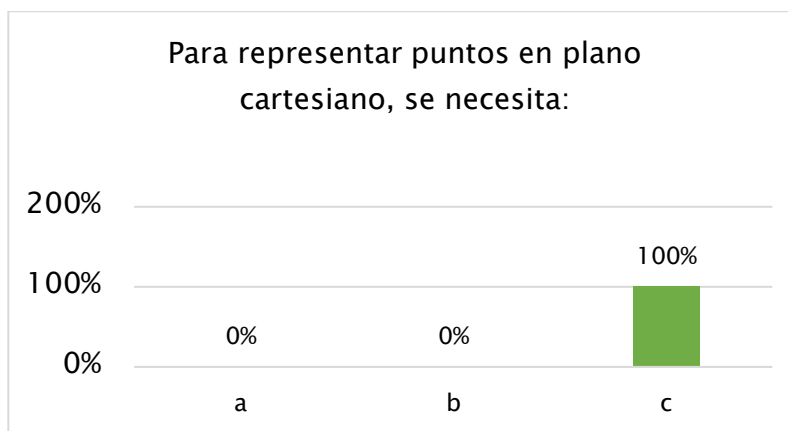 Para representar puntos en plano
cartesiano, se necesita:
200%
100%
0%
0%
0%
100%
a
b
c